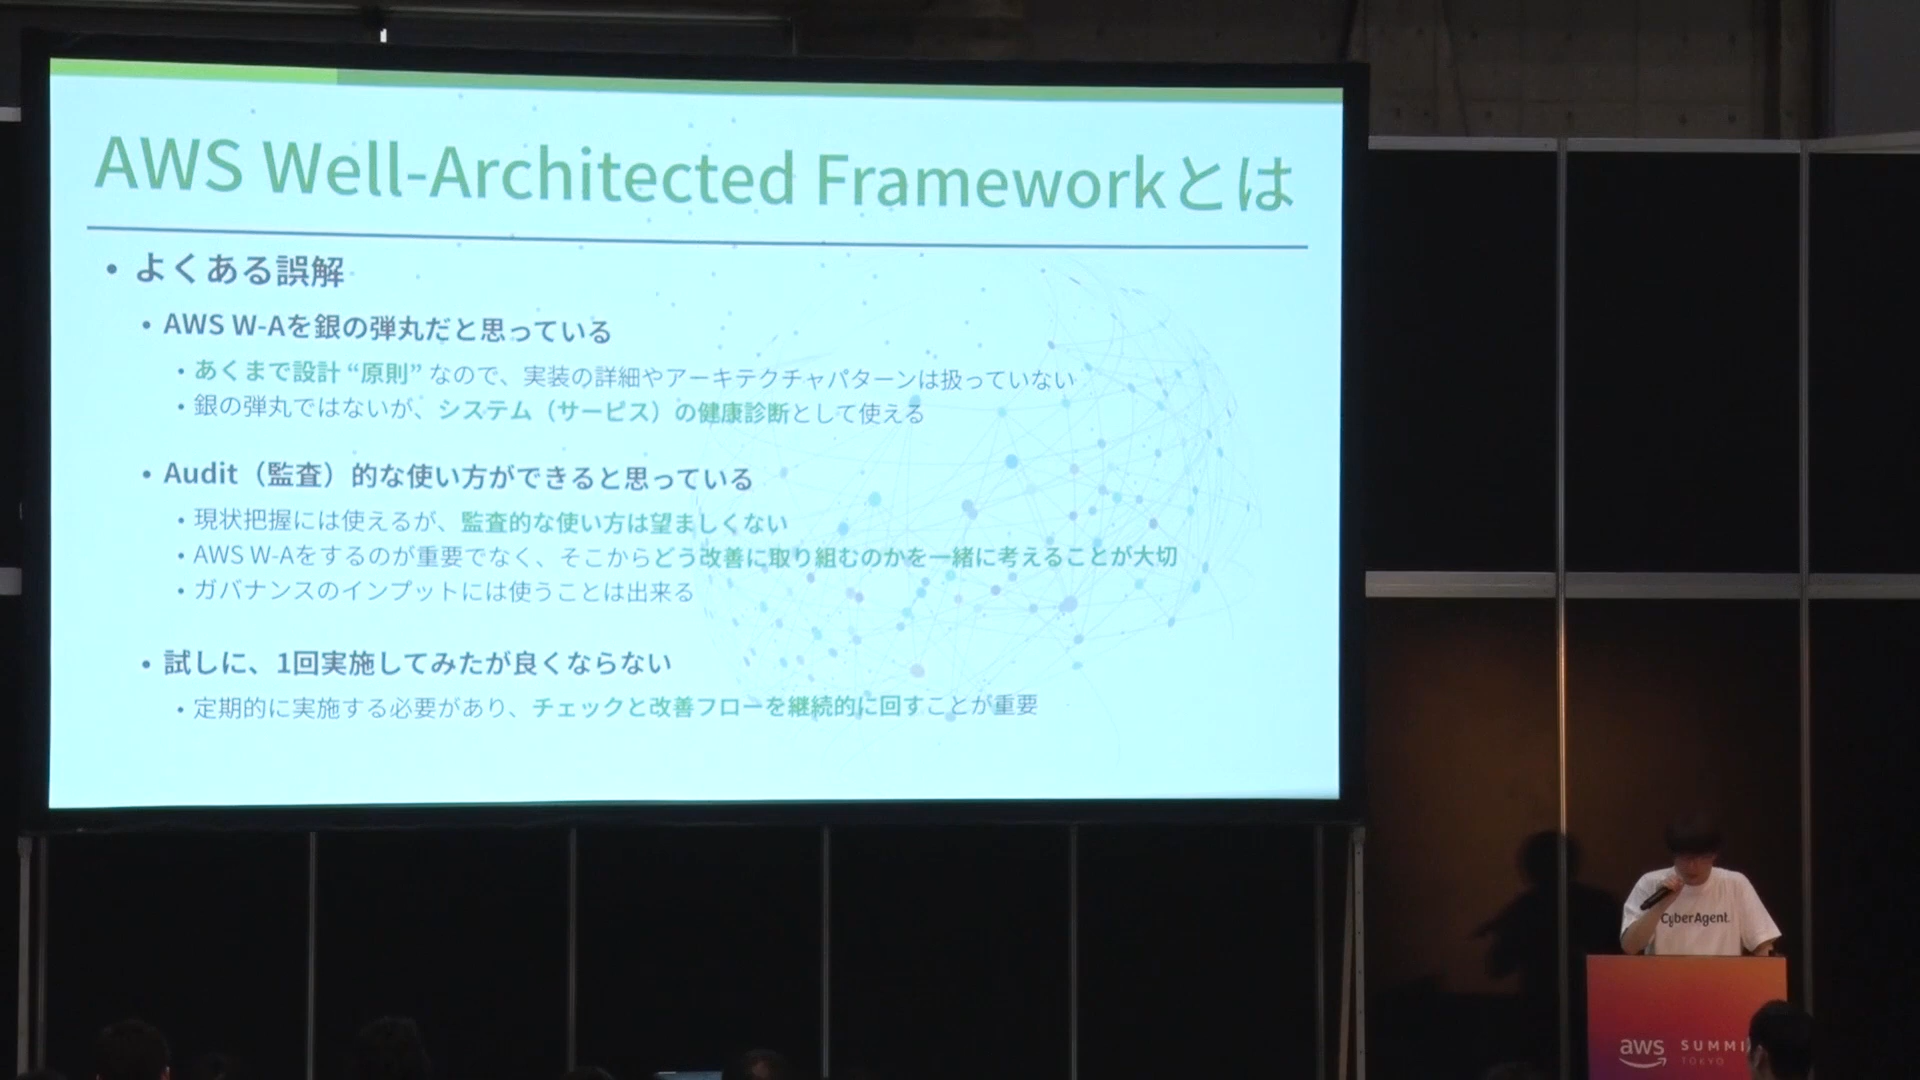 AWS Well-Architected Frameworkとは
• よくある誤解
• AWS W-Aを銀の弾丸だと思っている
• あくまで設計 “原則” なので、実装の詳細やアーキテクチャパターンは扱っていない
• 銀の弾丸ではないが、システム（サービス）の健康診断として使える
• Audit（監査）的な使い方ができると思っている
• 現状把握には使えるが、監査的な使い方は望ましくない
• AWS W-Aをするのが重要でなく、そこからどう改善に取り組むのかを一緒に考えることが大切
• ガバナンスのインプットには使うことは出来る
• 試しに、1回実施してみたが良くならない
• 定期的に実施する必要があり、チェックと改善フローを継続的に回すことが重要
CyberAgent
aws SUMMI
TOKYO